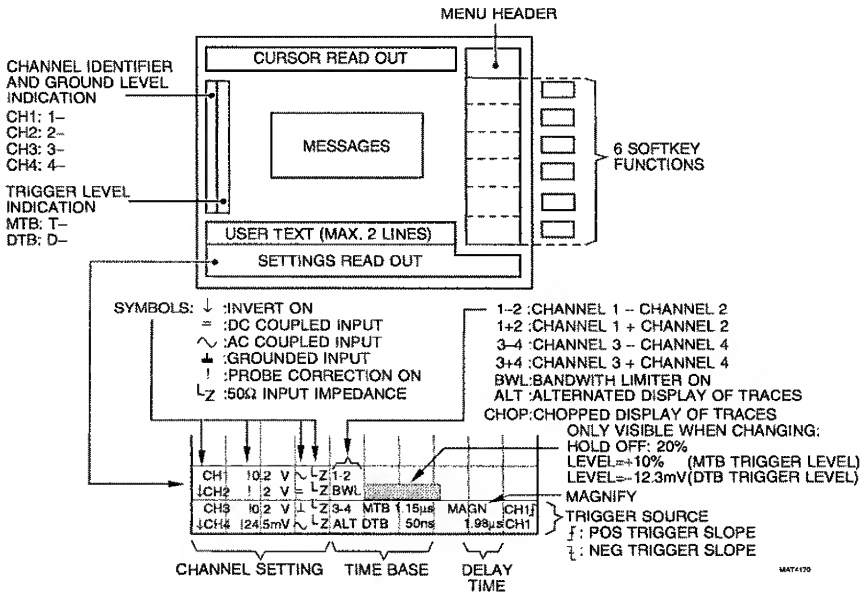 MENU HEADER
CURSOR READ OUT
CHANNEL IDENTIFIER
AND GROUND LEVEL
INDICATION
CH1: 1–
CH2: 2–
CH3: 3–
CH4: 4–
MESSAGES
6 SOFTKEY
FUNCTIONS
TRIGGER LEVEL
INDICATION
MTB: T–
DTB: D–
USER TEXT (MAX. 2 LINES)
SETTINGS READ OUT
SYMBOLS: ↓ :INVERT ON
= :DC COUPLED INPUT
∿ :AC COUPLED INPUT
⊥ :GROUNDED INPUT
! :PROBE CORRECTION ON
└Z :50Ω INPUT IMPEDANCE
1–2 :CHANNEL 1 – CHANNEL 2
1+2 :CHANNEL 1 + CHANNEL 2
3–4 :CHANNEL 3 – CHANNEL 4
3+4 :CHANNEL 3 + CHANNEL 4
BWL:BANDWITH LIMITER ON
ALT :ALTERNATED DISPLAY OF TRACES
CHOP:CHOPPED DISPLAY OF TRACES
ONLY VISIBLE WHEN CHANGING:
HOLD OFF: 20%
LEVEL=+10% (MTB TRIGGER LEVEL)
LEVEL=-12.3mV(DTB TRIGGER LEVEL)
MAGNIFY
CH1 !0.2 V ∿ └Z 1-2
↓CH2 ! 2 V = └Z BWL
CH3 !0.2 V ⊥ └Z 3-4 MTB 1.15µs MAGN CH1⨍
↓CH4 !24.5mV ∿ └Z ALT DTB 50ns 1.98µs CH1
TRIGGER SOURCE
⨍ : POS TRIGGER SLOPE
ʅ : NEG TRIGGER SLOPE
CHANNEL SETTING
TIME BASE
DELAY
TIME
MAT4170